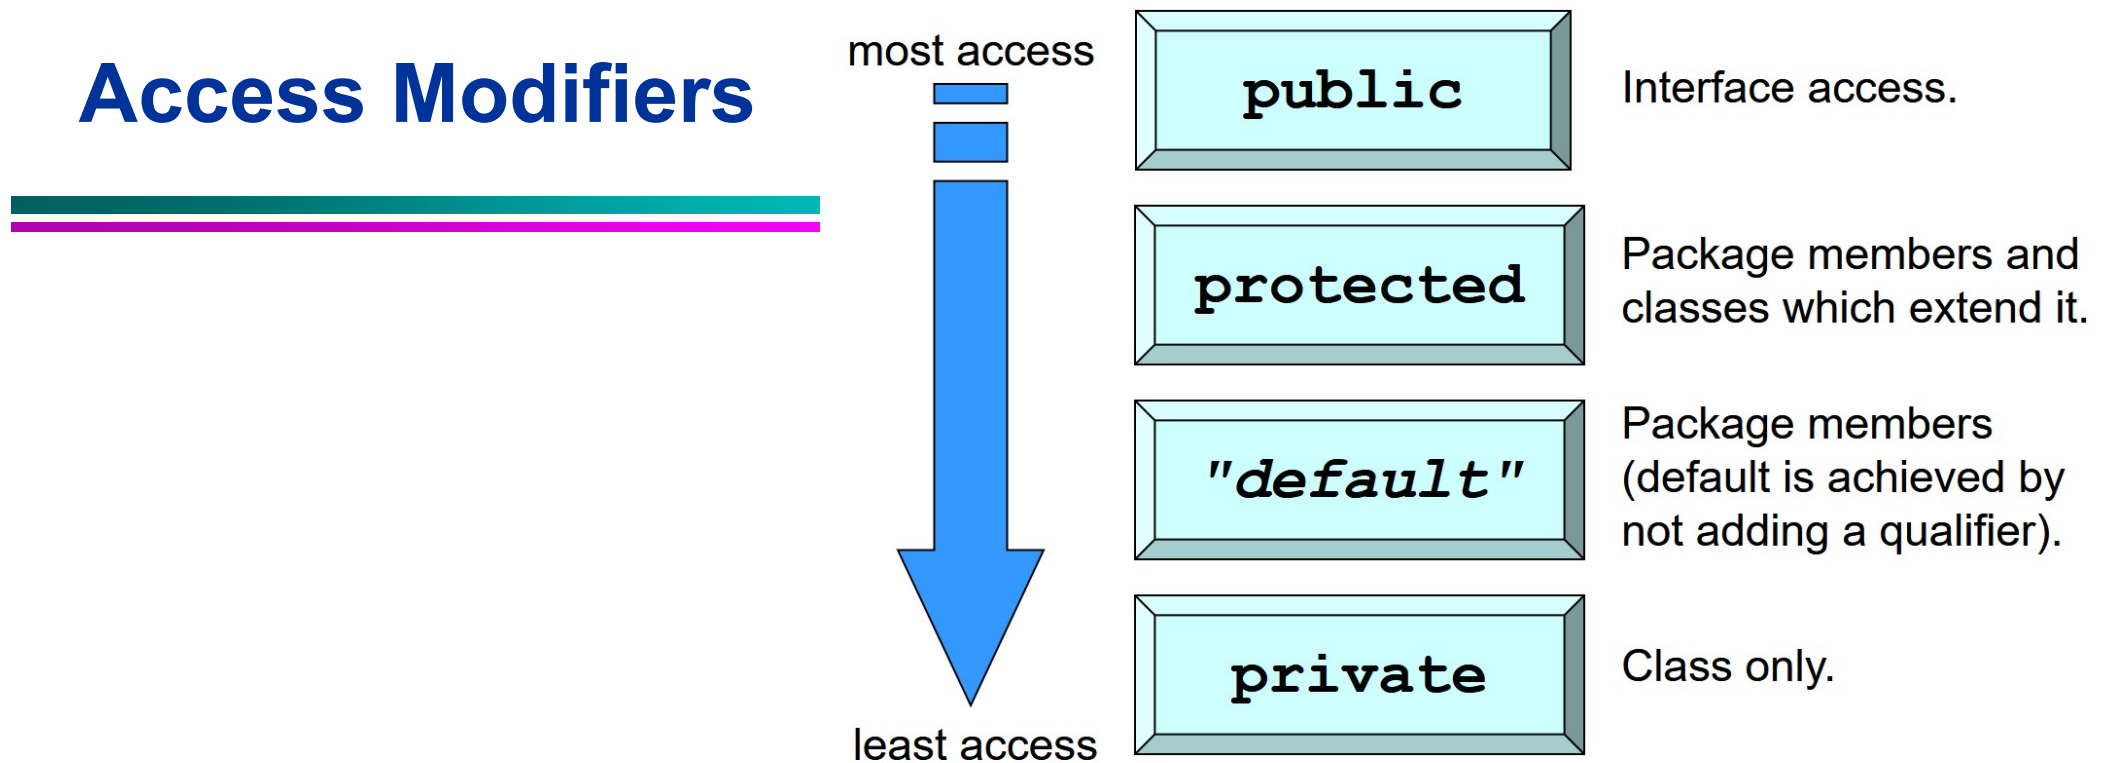 Access Modifiers
most access
public
Interface access.
protected
Package members and
classes which extend it.
"default"
Package members
(default is achieved by
not adding a qualifier).
private
Class only.
least access